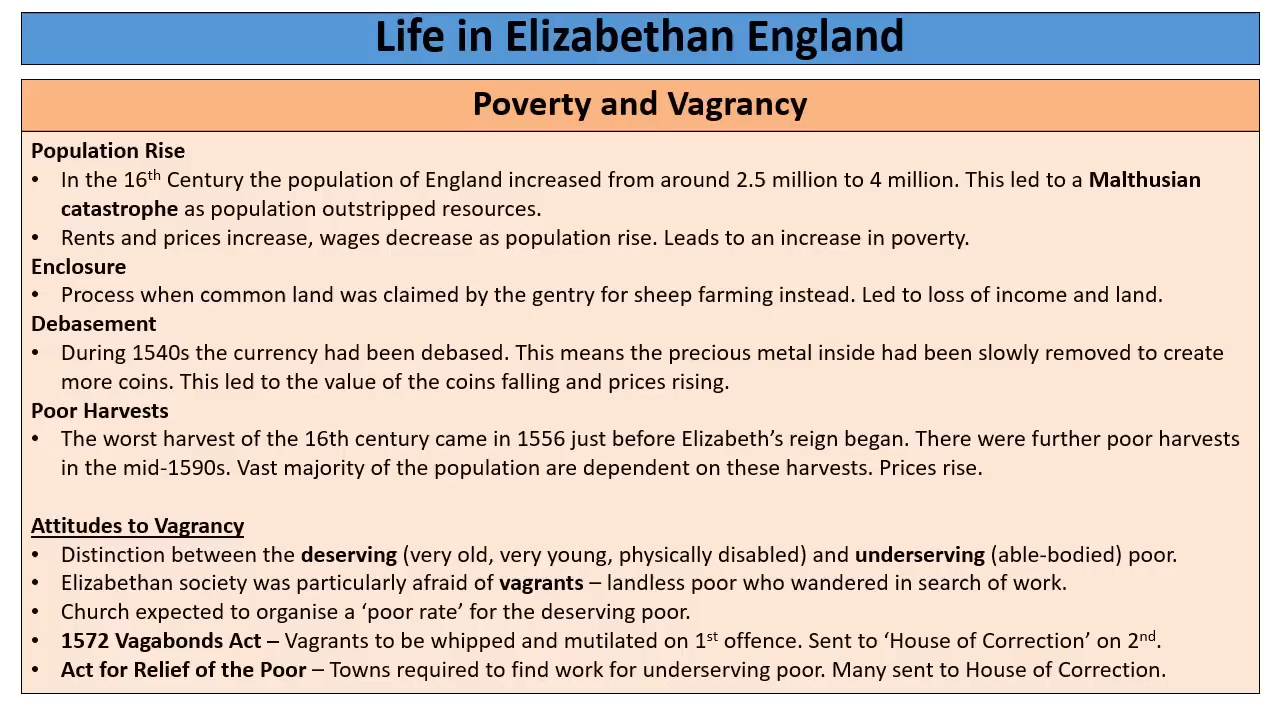 Life in Elizabethan England
Poverty and Vagrancy
Population Rise
• In the 16th Century the population of England increased from around 2.5 million to 4 million. This led to a Malthusian
catastrophe as population outstripped resources.
• Rents and prices increase, wages decrease as population rise. Leads to an increase in poverty.
Enclosure
• Process when common land was claimed by the gentry for sheep farming instead. Led to loss of income and land.
Debasement
• During 1540s the currency had been debased. This means the precious metal inside had been slowly removed to create
more coins. This led to the value of the coins falling and prices rising.
Poor Harvests
• The worst harvest of the 16th century came in 1556 just before Elizabeth’s reign began. There were further poor harvests
in the mid-1590s. Vast majority of the population are dependent on these harvests. Prices rise.
Attitudes to Vagrancy
• Distinction between the deserving (very old, very young, physically disabled) and underserving (able-bodied) poor.
• Elizabethan society was particularly afraid of vagrants – landless poor who wandered in search of work.
• Church expected to organise a ‘poor rate’ for the deserving poor.
• 1572 Vagabonds Act – Vagrants to be whipped and mutilated on 1st offence. Sent to ‘House of Correction’ on 2nd.
• Act for Relief of the Poor – Towns required to find work for underserving poor. Many sent to House of Correction.